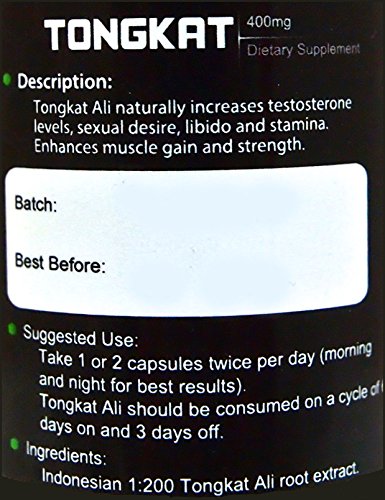 TONGKAT
400mg
Dietary Supplement
Description:
Tongkat Ali naturally increases testosterone
levels, sexual desire, libido and stamina.
Enhances muscle gain and strength.
Batch:
Best Before:
Suggested Use:
Take 1 or 2 capsules twice per day (morning
and night for best results).
Tongkat Ali should be consumed on a cycle of
days on and 3 days off.
Ingredients:
Indonesian 1:200 Tongkat Ali root extract.